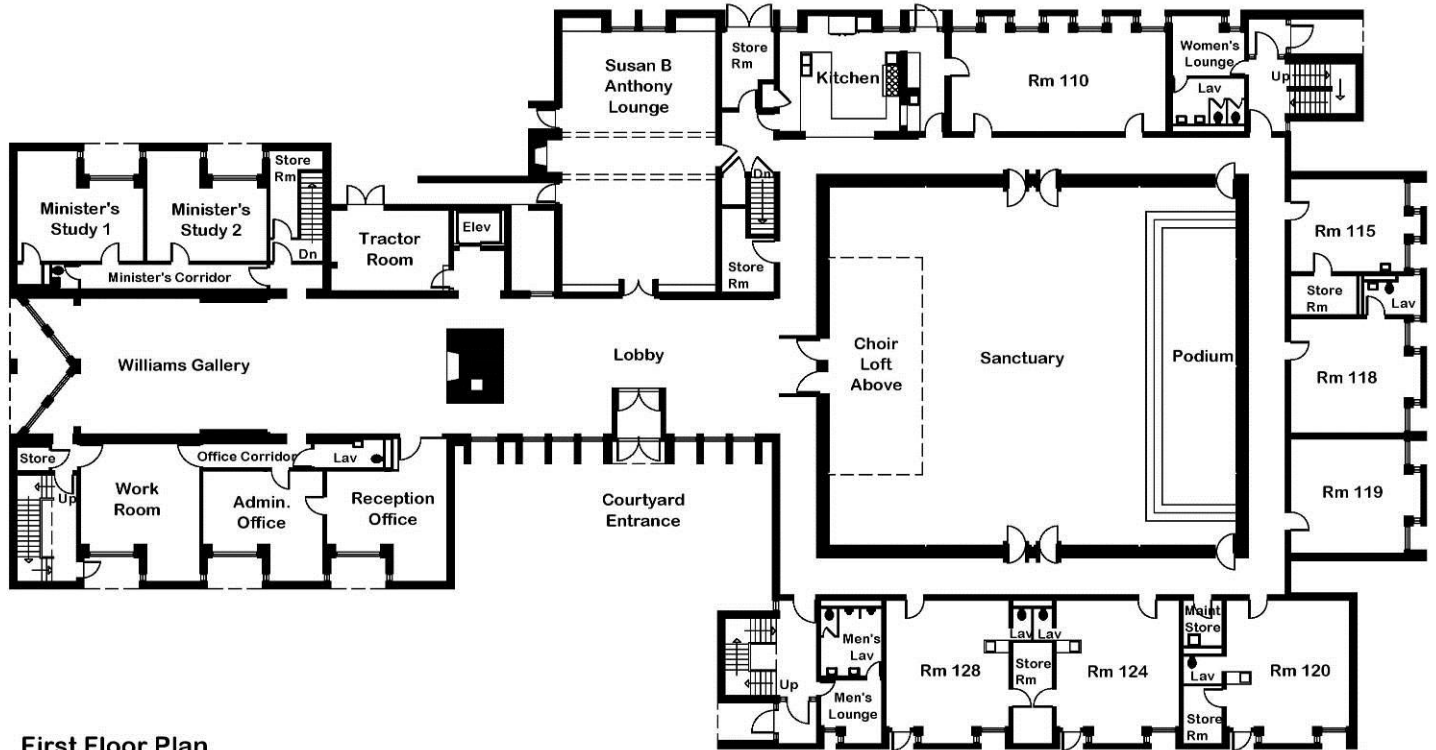 Store
Rm
Women's
Lounge
Susan B
Anthony
Lounge
Kitchen
Rm 110
Lav
Up
Store
Rm
Minister's
Study 1
Minister's
Study 2
Dn
Rm 115
Elev
Tractor
Room
Dn
Minister's Corridor
Store
Rm
Store
Rm
Lav
Williams Gallery
Lobby
Choir
Loft
Above
Sanctuary
Podium
Rm 118
Store
Office Corridor
Lav
Up
Work
Room
Admin.
Office
Reception
Office
Courtyard
Entrance
Rm 119
Men's
Lav
Lav
Lav
Maint
Store
Rm 128
Store
Rm
Rm 124
Lav
Rm 120
Up
Men's
Lounge
Store
Rm
First Floor Plan